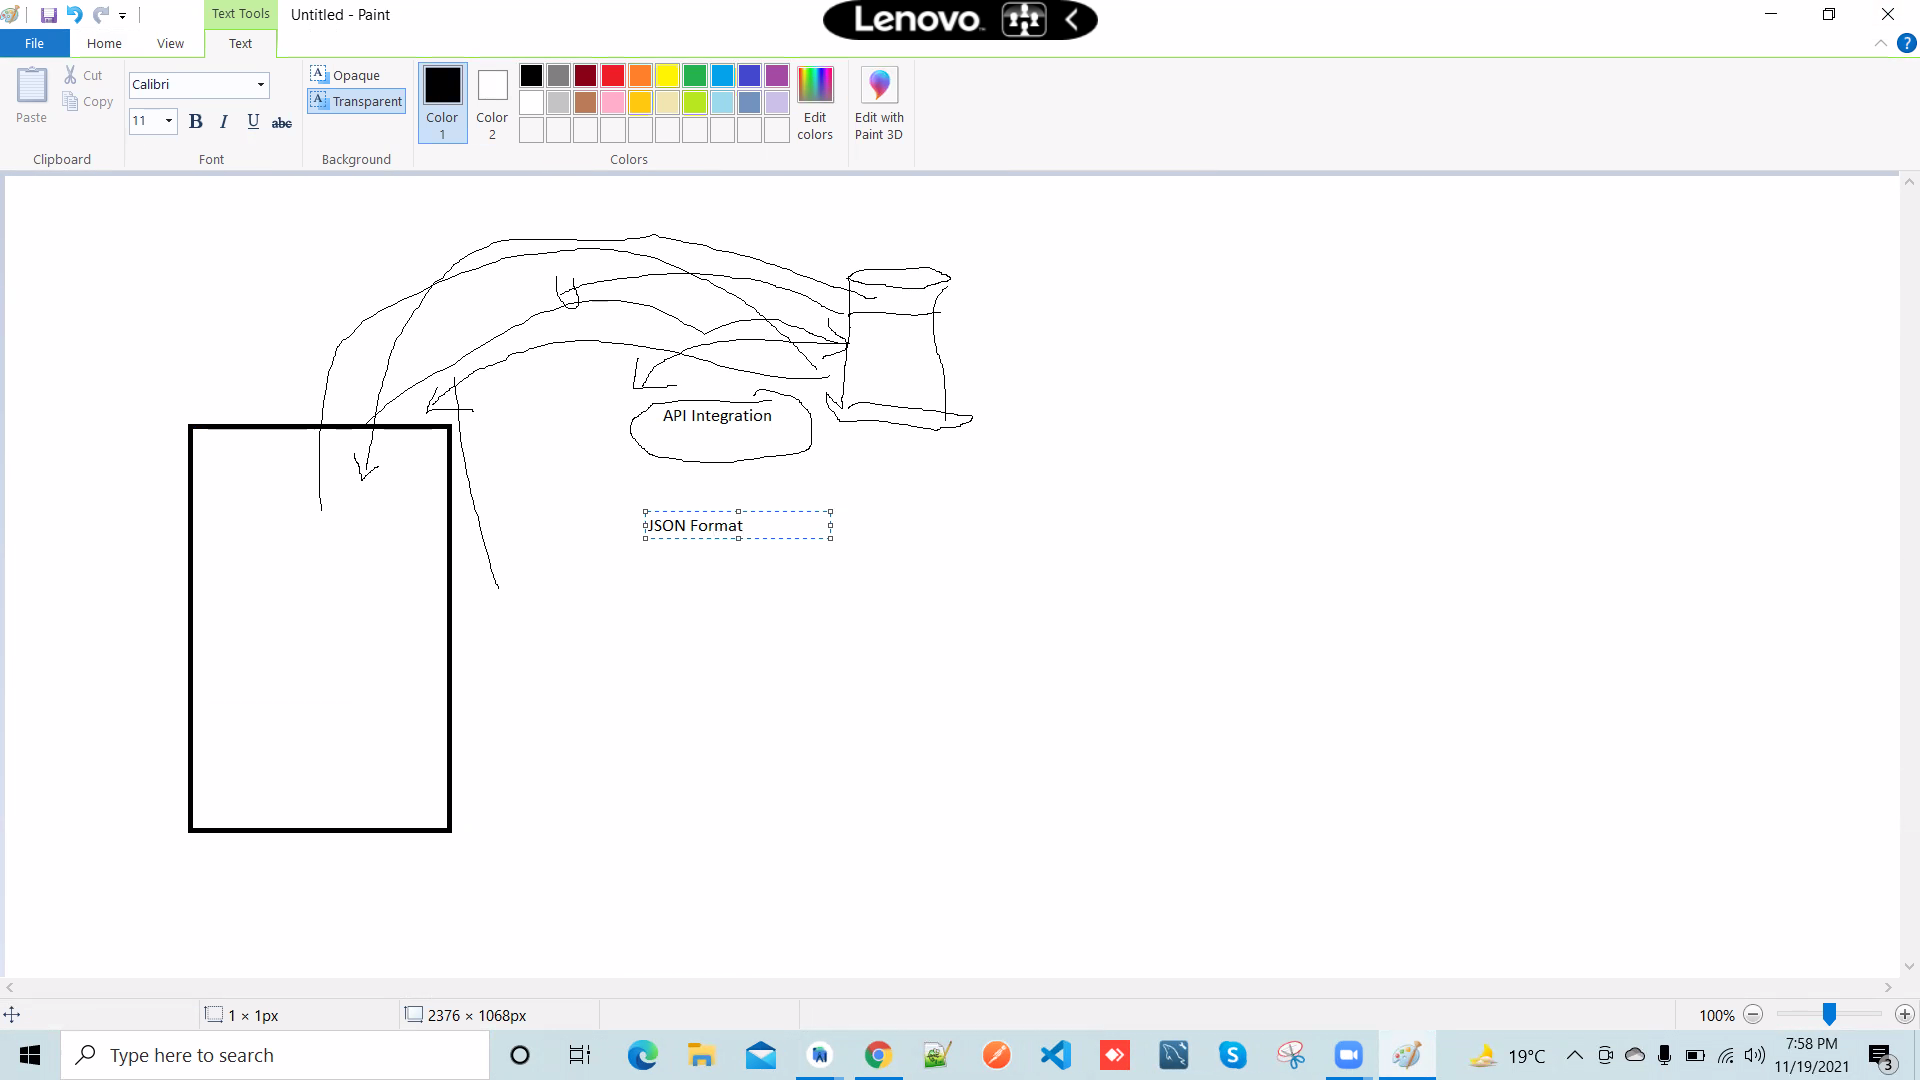 Text Tools
Untitled - Paint
Lenovo
File
Home
View
Text
Paste
Cut
Copy
Clipboard
Calibri
11
B I U abc
Font
Opaque
Transparent
Background
Color 1
Color 2
Edit colors
Colors
Edit with Paint 3D
API Integration
JSON Format
1 × 1px
2376 × 1068px
100%
Type here to search
19°C
7:58 PM
11/19/2021
3